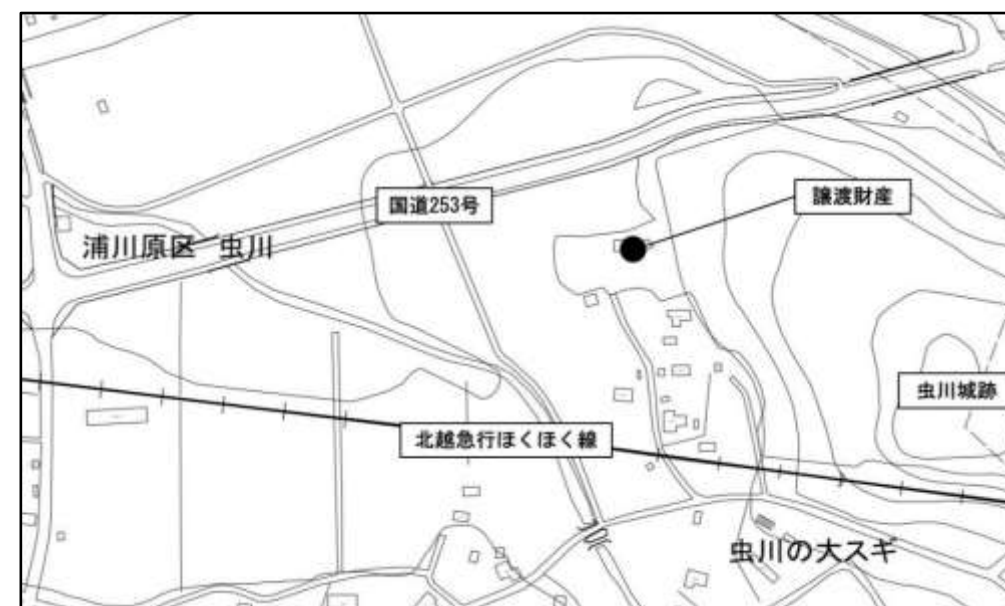 国道253号
譲渡財産
浦川原区 虫川
虫川城跡
北越急行ほくほく線
虫川の大スギ